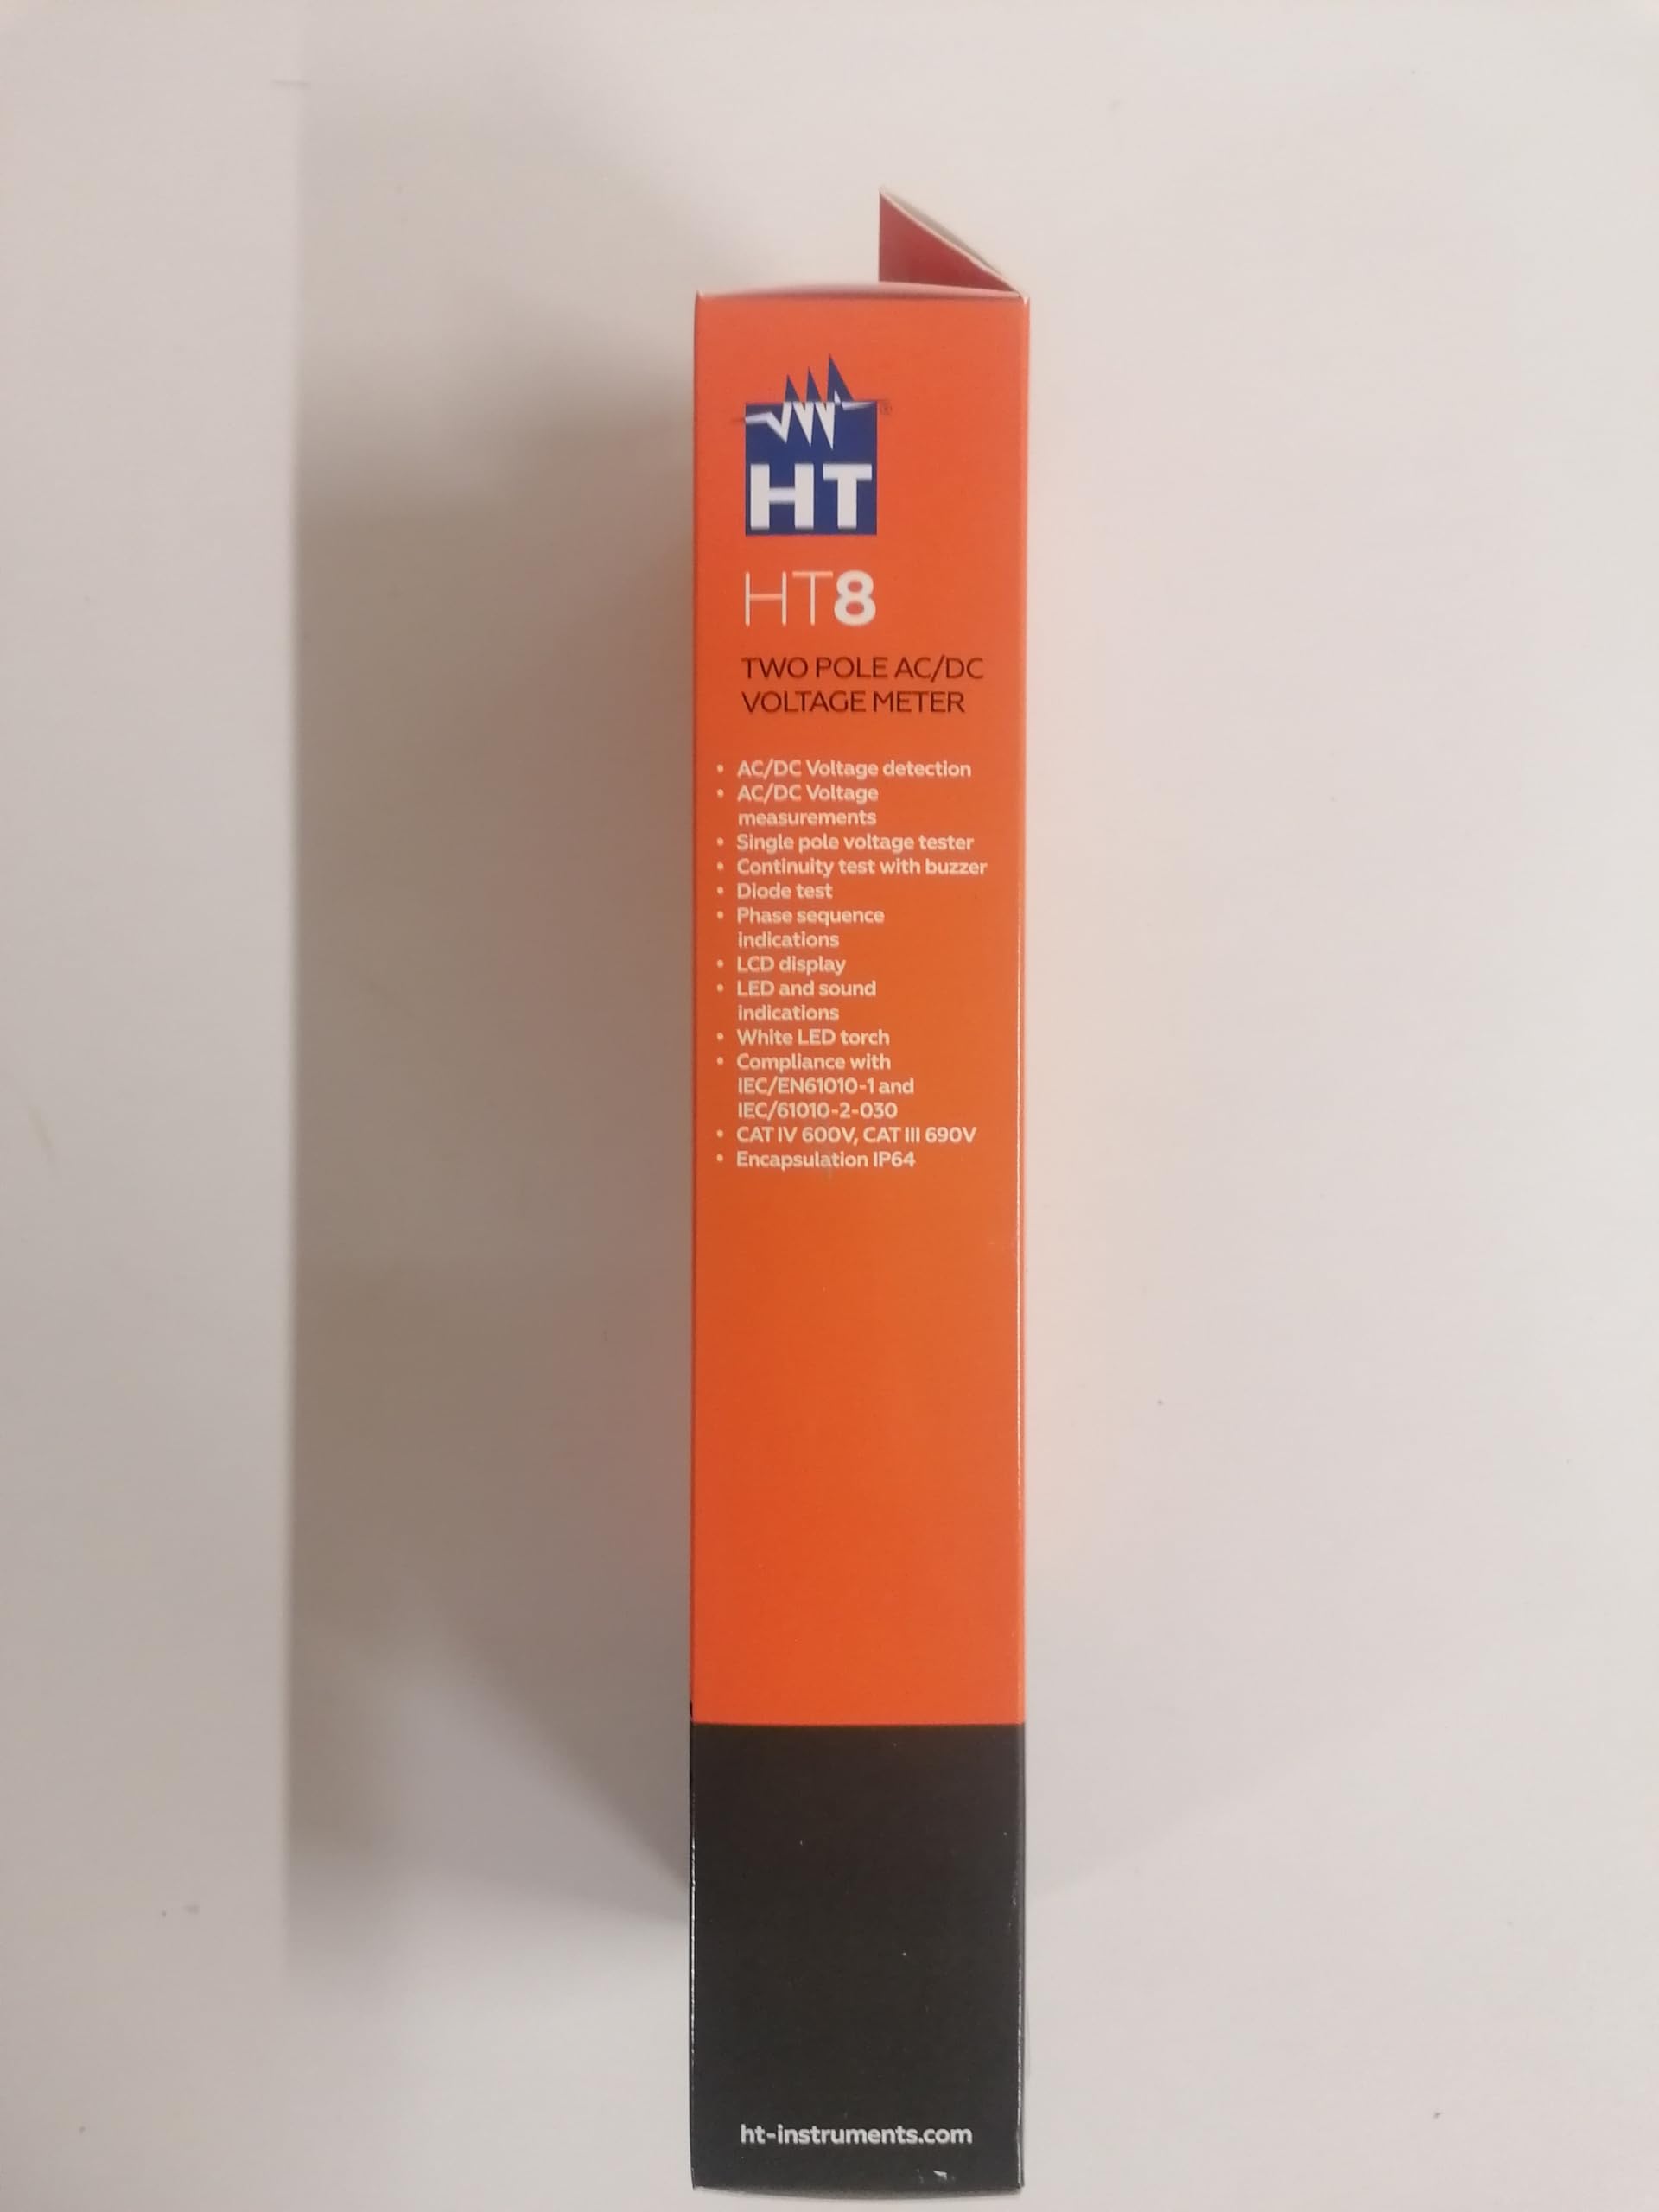 HT
®
HT8
TWO POLE AC/DC
VOLTAGE METER
• AC/DC Voltage detection
• AC/DC Voltage
measurements
• Single pole voltage tester
• Continuity test with buzzer
• Diode test
• Phase sequence
indications
• LCD display
• LED and sound
indications
• White LED torch
• Compliance with
IEC/EN61010-1 and
IEC/61010-2-030
• CAT IV 600V, CAT III 690V
• Encapsulation IP64
ht-instruments.com